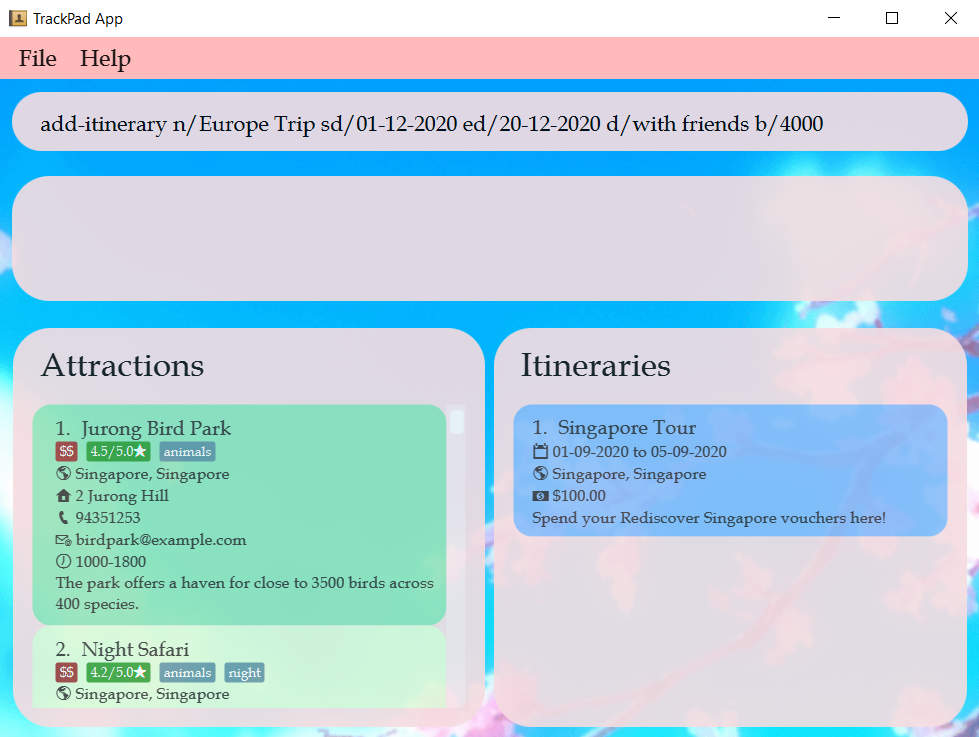 TrackPad App
File Help
add-itinerary n/Europe Trip sd/01-12-2020 ed/20-12-2020 d/with friends b/4000
Attractions
1. Jurong Bird Park
$$ 4.5/5.0★ animals
Singapore, Singapore
2 Jurong Hill
94351253
birdpark@example.com
1000-1800
The park offers a haven for close to 3500 birds across
400 species.
2. Night Safari
$$ 4.2/5.0★ animals night
Singapore, Singapore
Itineraries
1. Singapore Tour
01-09-2020 to 05-09-2020
Singapore, Singapore
$100.00
Spend your Rediscover Singapore vouchers here!